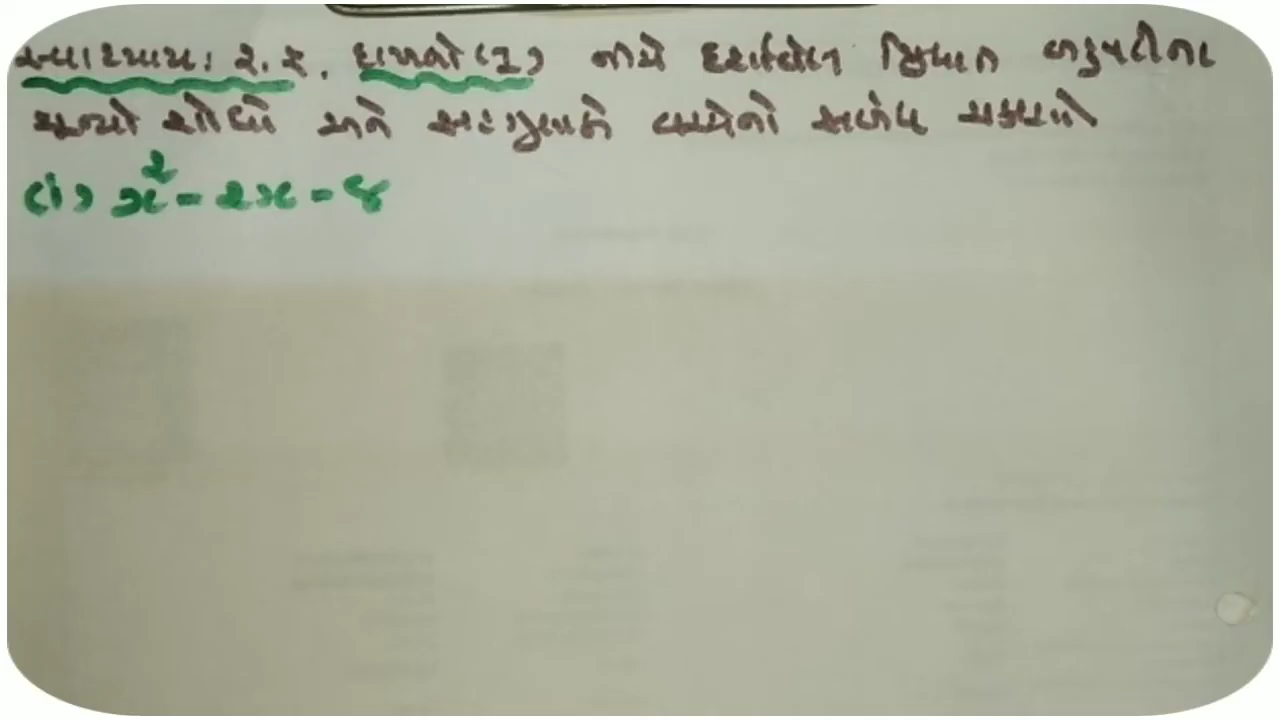 સ્વાધ્યાય: 2.2. દાખલો (1) નીચે દર્શાવેલ દ્વિઘાત બહુપદીના
શૂન્યો શોધો અને સહગુણકો વચ્ચેનો સંબંધ ચકાસો
(i) x² - 2x - 8